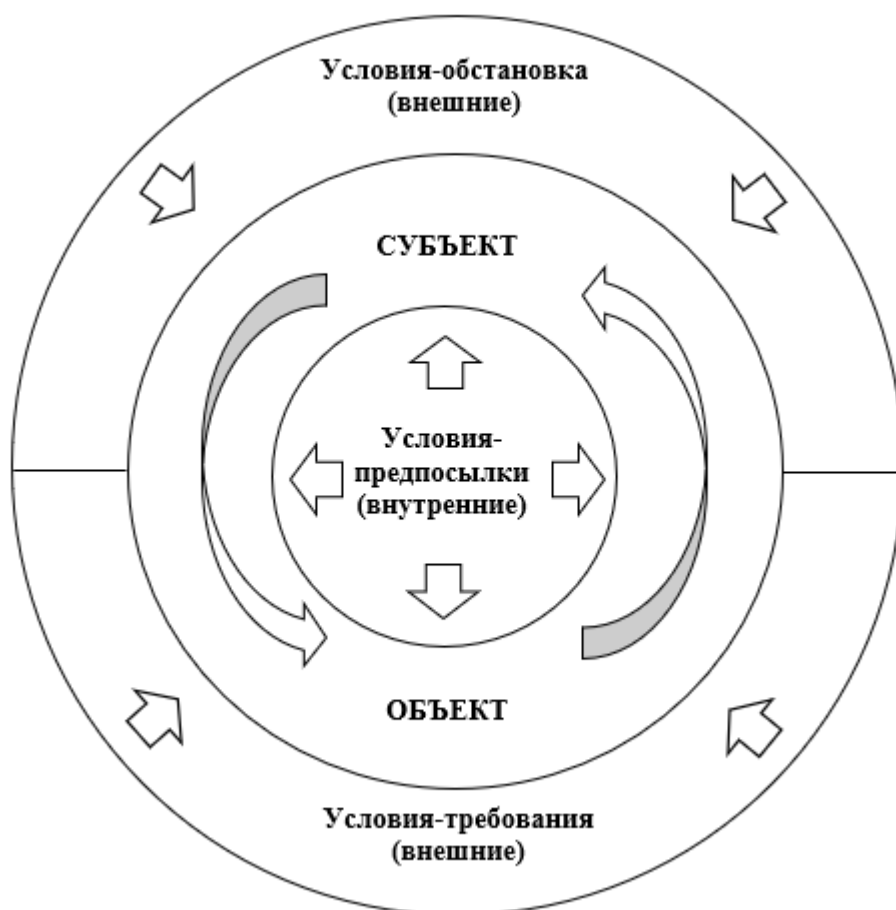 Условия-обстановка
(внешние)
СУБЪЕКТ
Условия-
предпосылки
(внутренние)
ОБЪЕКТ
Условия-требования
(внешние)